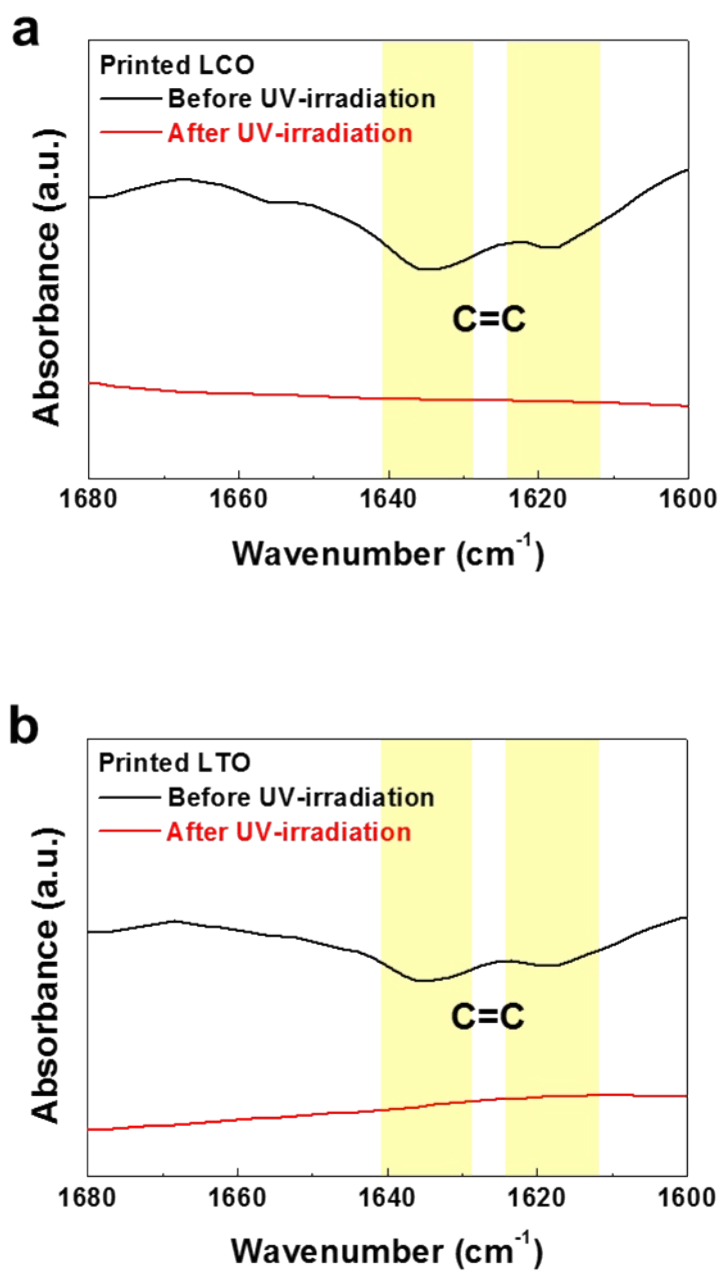 a
Printed LCO
Before UV-irradiation
After UV-irradiation
C=C
Absorbance (a.u.)
1680 1660 1640 1620 1600
Wavenumber (cm⁻¹)
b
Printed LTO
Before UV-irradiation
After UV-irradiation
C=C
Absorbance (a.u.)
1680 1660 1640 1620 1600
Wavenumber (cm⁻¹)